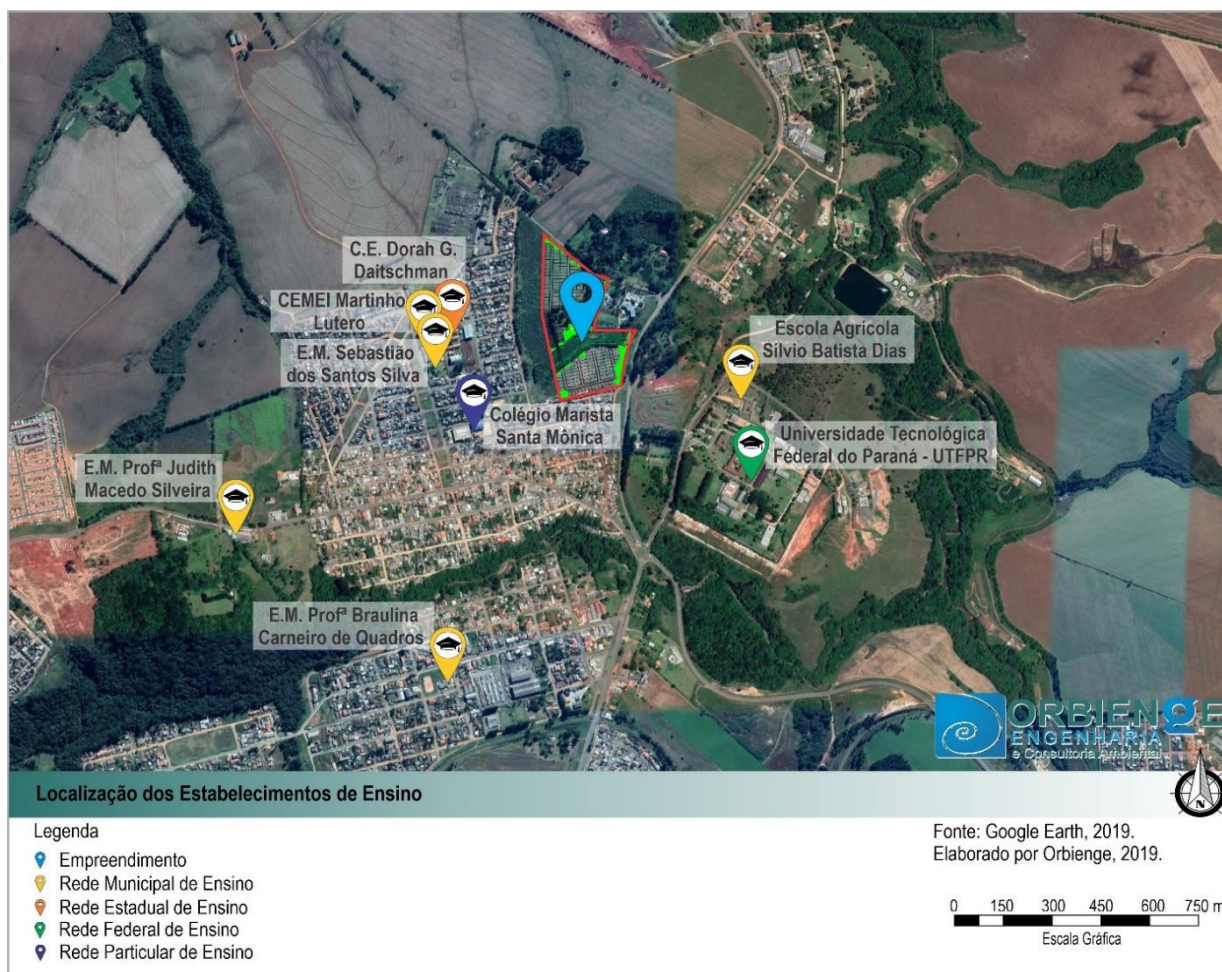 C.E. Dorah G.
Daitschman
CEMEI Martinho
Lutero
E.M. Sebastião
dos Santos Silva
Colégio Marista
Santa Mônica
Escola Agrícola
Silvio Batista Dias
Universidade Tecnológica
Féderal do Paraná - UTFPR
E.M. Profª Judith
Macedo Silveira
E.M. Profª Braulina
Carneiro de Quadros
ORBIENGE
ENGENHARIA
e Consultoria Ambiental
Localização dos Estabelecimentos de Ensino
N
Legenda
Empreendimento
Rede Municipal de Ensino
Rede Estadual de Ensino
Rede Federal de Ensino
Rede Particular de Ensino
Fonte: Google Earth, 2019.
Elaborado por Orbienge, 2019.
0 150 300 450 600 750 m
Escala Gráfica